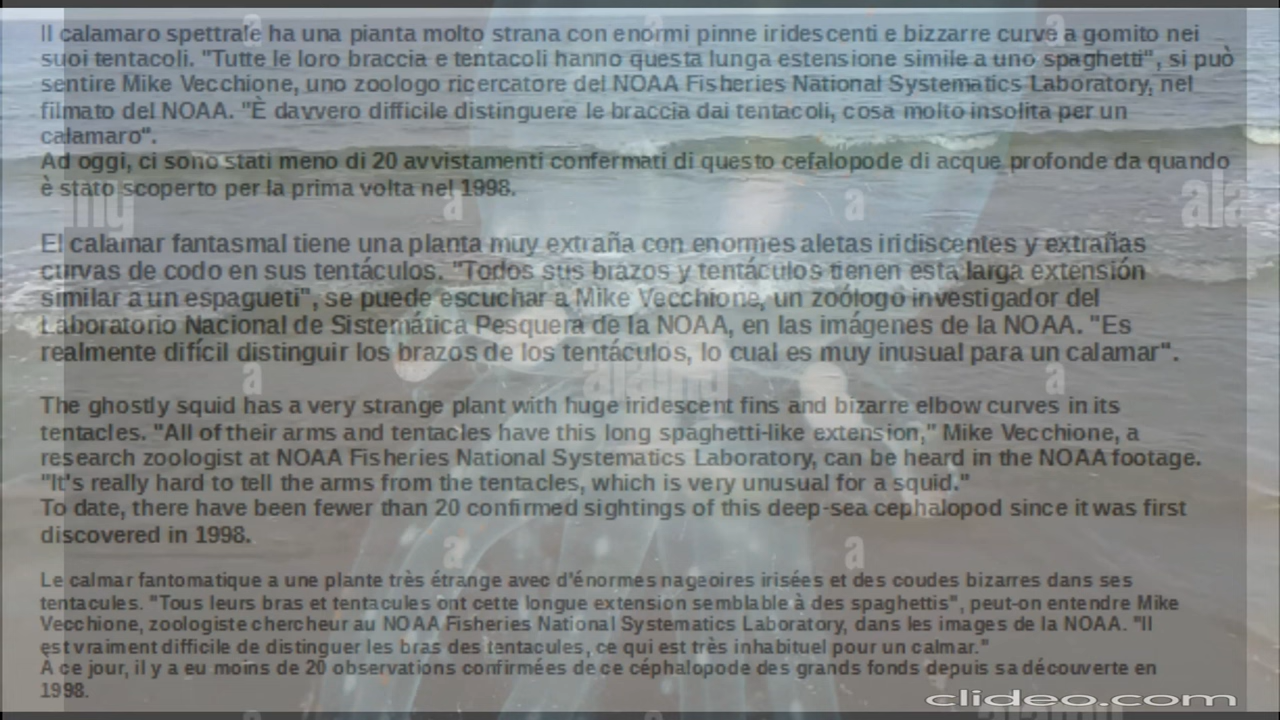 Il calamaro spettrale ha una pianta molto strana con enormi pinne iridescenti e bizzarre curve a gomito nei
suoi tentacoli. "Tutte le loro braccia e tentacoli hanno questa lunga estensione simile a uno spaghetti", si può
sentire Mike Vecchione, uno zoologo ricercatore del NOAA Fisheries National Systematics Laboratory, nel
filmato del NOAA. "È davvero difficile distinguere le braccia dai tentacoli, cosa molto insolita per un
calamaro".
Ad oggi, ci sono stati meno di 20 avvistamenti confermati di questo cefalopode di acque profonde da quando
è stato scoperto per la prima volta nel 1998.
El calamar fantasmal tiene una planta muy extraña con enormes aletas iridiscentes y extrañas
curvas de codo en sus tentáculos. "Todos sus brazos y tentáculos tienen esta larga extensión
similar a un espagueti", se puede escuchar a Mike Vecchione, un zoólogo investigador del
Laboratorio Nacional de Sistemática Pesquera de la NOAA, en las imágenes de la NOAA. "Es
realmente difícil distinguir los brazos de los tentáculos, lo cual es muy inusual para un calamar".
The ghostly squid has a very strange plant with huge iridescent fins and bizarre elbow curves in its
tentacles. "All of their arms and tentacles have this long spaghetti-like extension," Mike Vecchione, a
research zoologist at NOAA Fisheries National Systematics Laboratory, can be heard in the NOAA footage.
"It's really hard to tell the arms from the tentacles, which is very unusual for a squid."
To date, there have been fewer than 20 confirmed sightings of this deep-sea cephalopod since it was first
discovered in 1998.
Le calmar fantomatique a une plante très étrange avec d'énormes nageoires irisées et des coudes bizarres dans ses
tentacules. "Tous leurs bras et tentacules ont cette longue extension semblable à des spaghettis", peut-on entendre Mike
Vecchione, zoologiste chercheur au NOAA Fisheries National Systematics Laboratory, dans les images de la NOAA. "Il
est vraiment difficile de distinguer les bras des tentacules, ce qui est très inhabituel pour un calmar."
À ce jour, il y a eu moins de 20 observations confirmées de ce céphalopode des grands fonds depuis sa découverte en
1998.
clideo.com